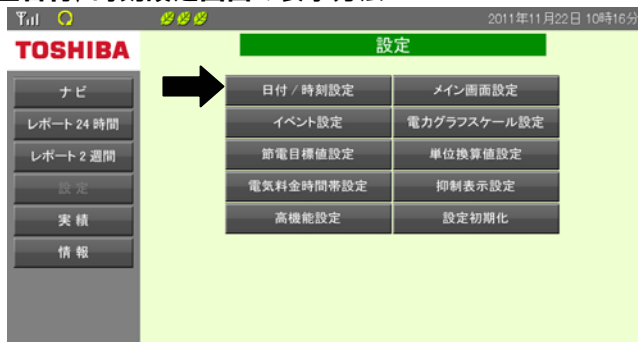 2011年11月22日 10時16分
TOSHIBA
設定
ナビ
レポート 24 時間
レポート 2 週間
設 定
実 績
情 報
日付 / 時刻設定 メイン画面設定
イベント設定 電力グラフスケール設定
節電目標値設定 単位換算値設定
電気料金時間帯設定 抑制表示設定
高機能設定 設定初期化